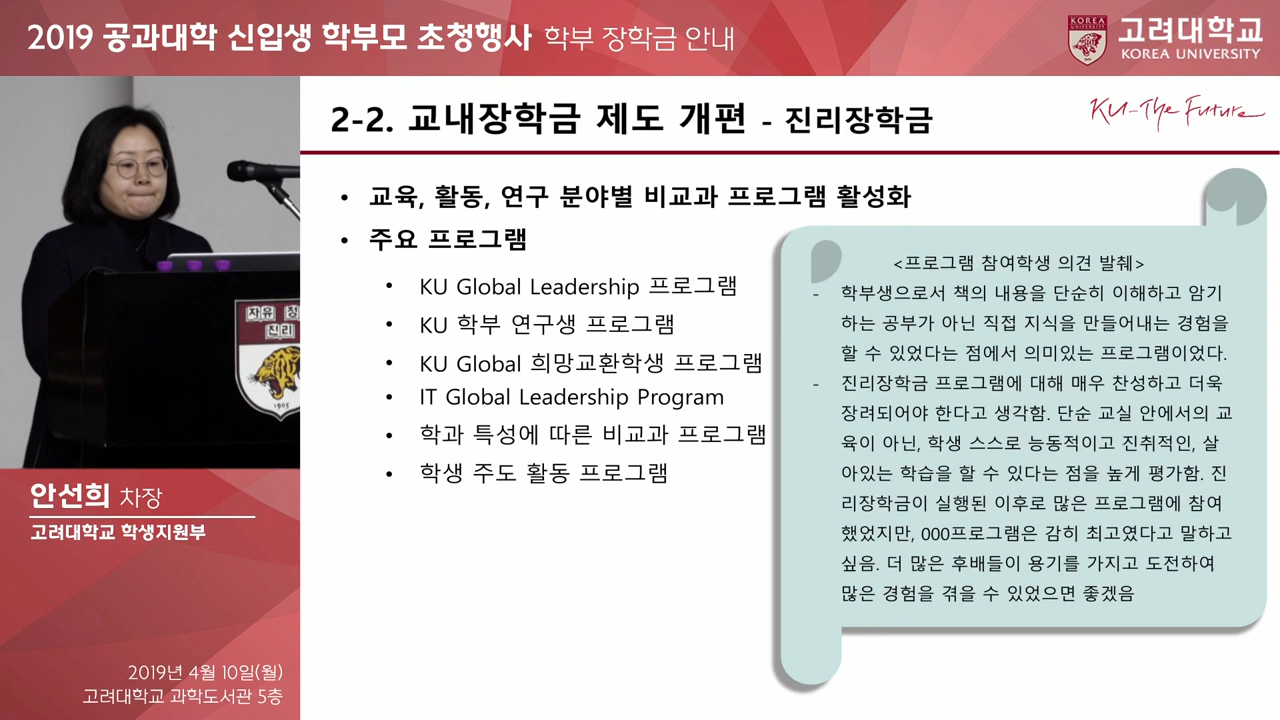 2019 공과대학 신입생 학부모 초청행사 학부 장학금 안내
KOREA
고려대학교
KOREA UNIVERSITY
2-2. 교내장학금 제도 개편 - 진리장학금
KU-The Future
• 교육, 활동, 연구 분야별 비교과 프로그램 활성화
• 주요 프로그램
• KU Global Leadership 프로그램
• KU 학부 연구생 프로그램
• KU Global 희망교환학생 프로그램
• IT Global Leadership Program
• 학과 특성에 따른 비교과 프로그램
• 학생 주도 활동 프로그램
<프로그램 참여학생 의견 발췌>
- 학부생으로서 책의 내용을 단순히 이해하고 암기
하는 공부가 아닌 직접 지식을 만들어내는 경험을
할 수 있었다는 점에서 의미있는 프로그램이었다.
- 진리장학금 프로그램에 대해 매우 찬성하고 더욱
장려되어야 한다고 생각함. 단순 교실 안에서의 교
육이 아닌, 학생 스스로 능동적이고 진취적인, 살
아있는 학습을 할 수 있다는 점을 높게 평가함. 진
리장학금이 실행된 이후로 많은 프로그램에 참여
했었지만, 000프로그램은 감히 최고였다고 말하고
싶음. 더 많은 후배들이 용기를 가지고 도전하여
많은 경험을 겪을 수 있었으면 좋겠음
자유
진리
1905
안선희 차장
고려대학교 학생지원부
2019년 4월 10일(월)
고려대학교 과학도서관 5층